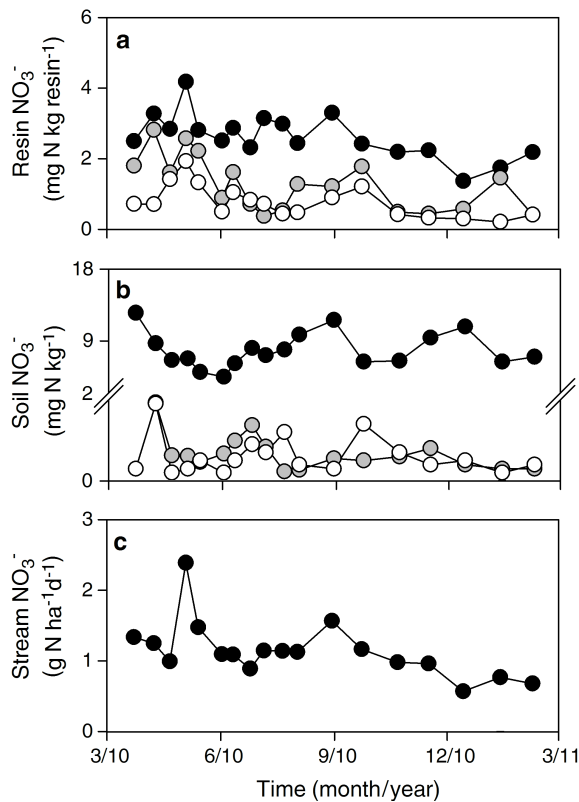 6
a
4
2
0
Resin NO₃⁻
(mg N kg resin⁻¹)
18
b
9
2
0
Soil NO₃⁻
(mg N kg⁻¹)
3
c
2
1
0
Stream NO₃⁻
(g N ha⁻¹d⁻¹)
3/10 6/10 9/10 12/10 3/11
Time (month/year)